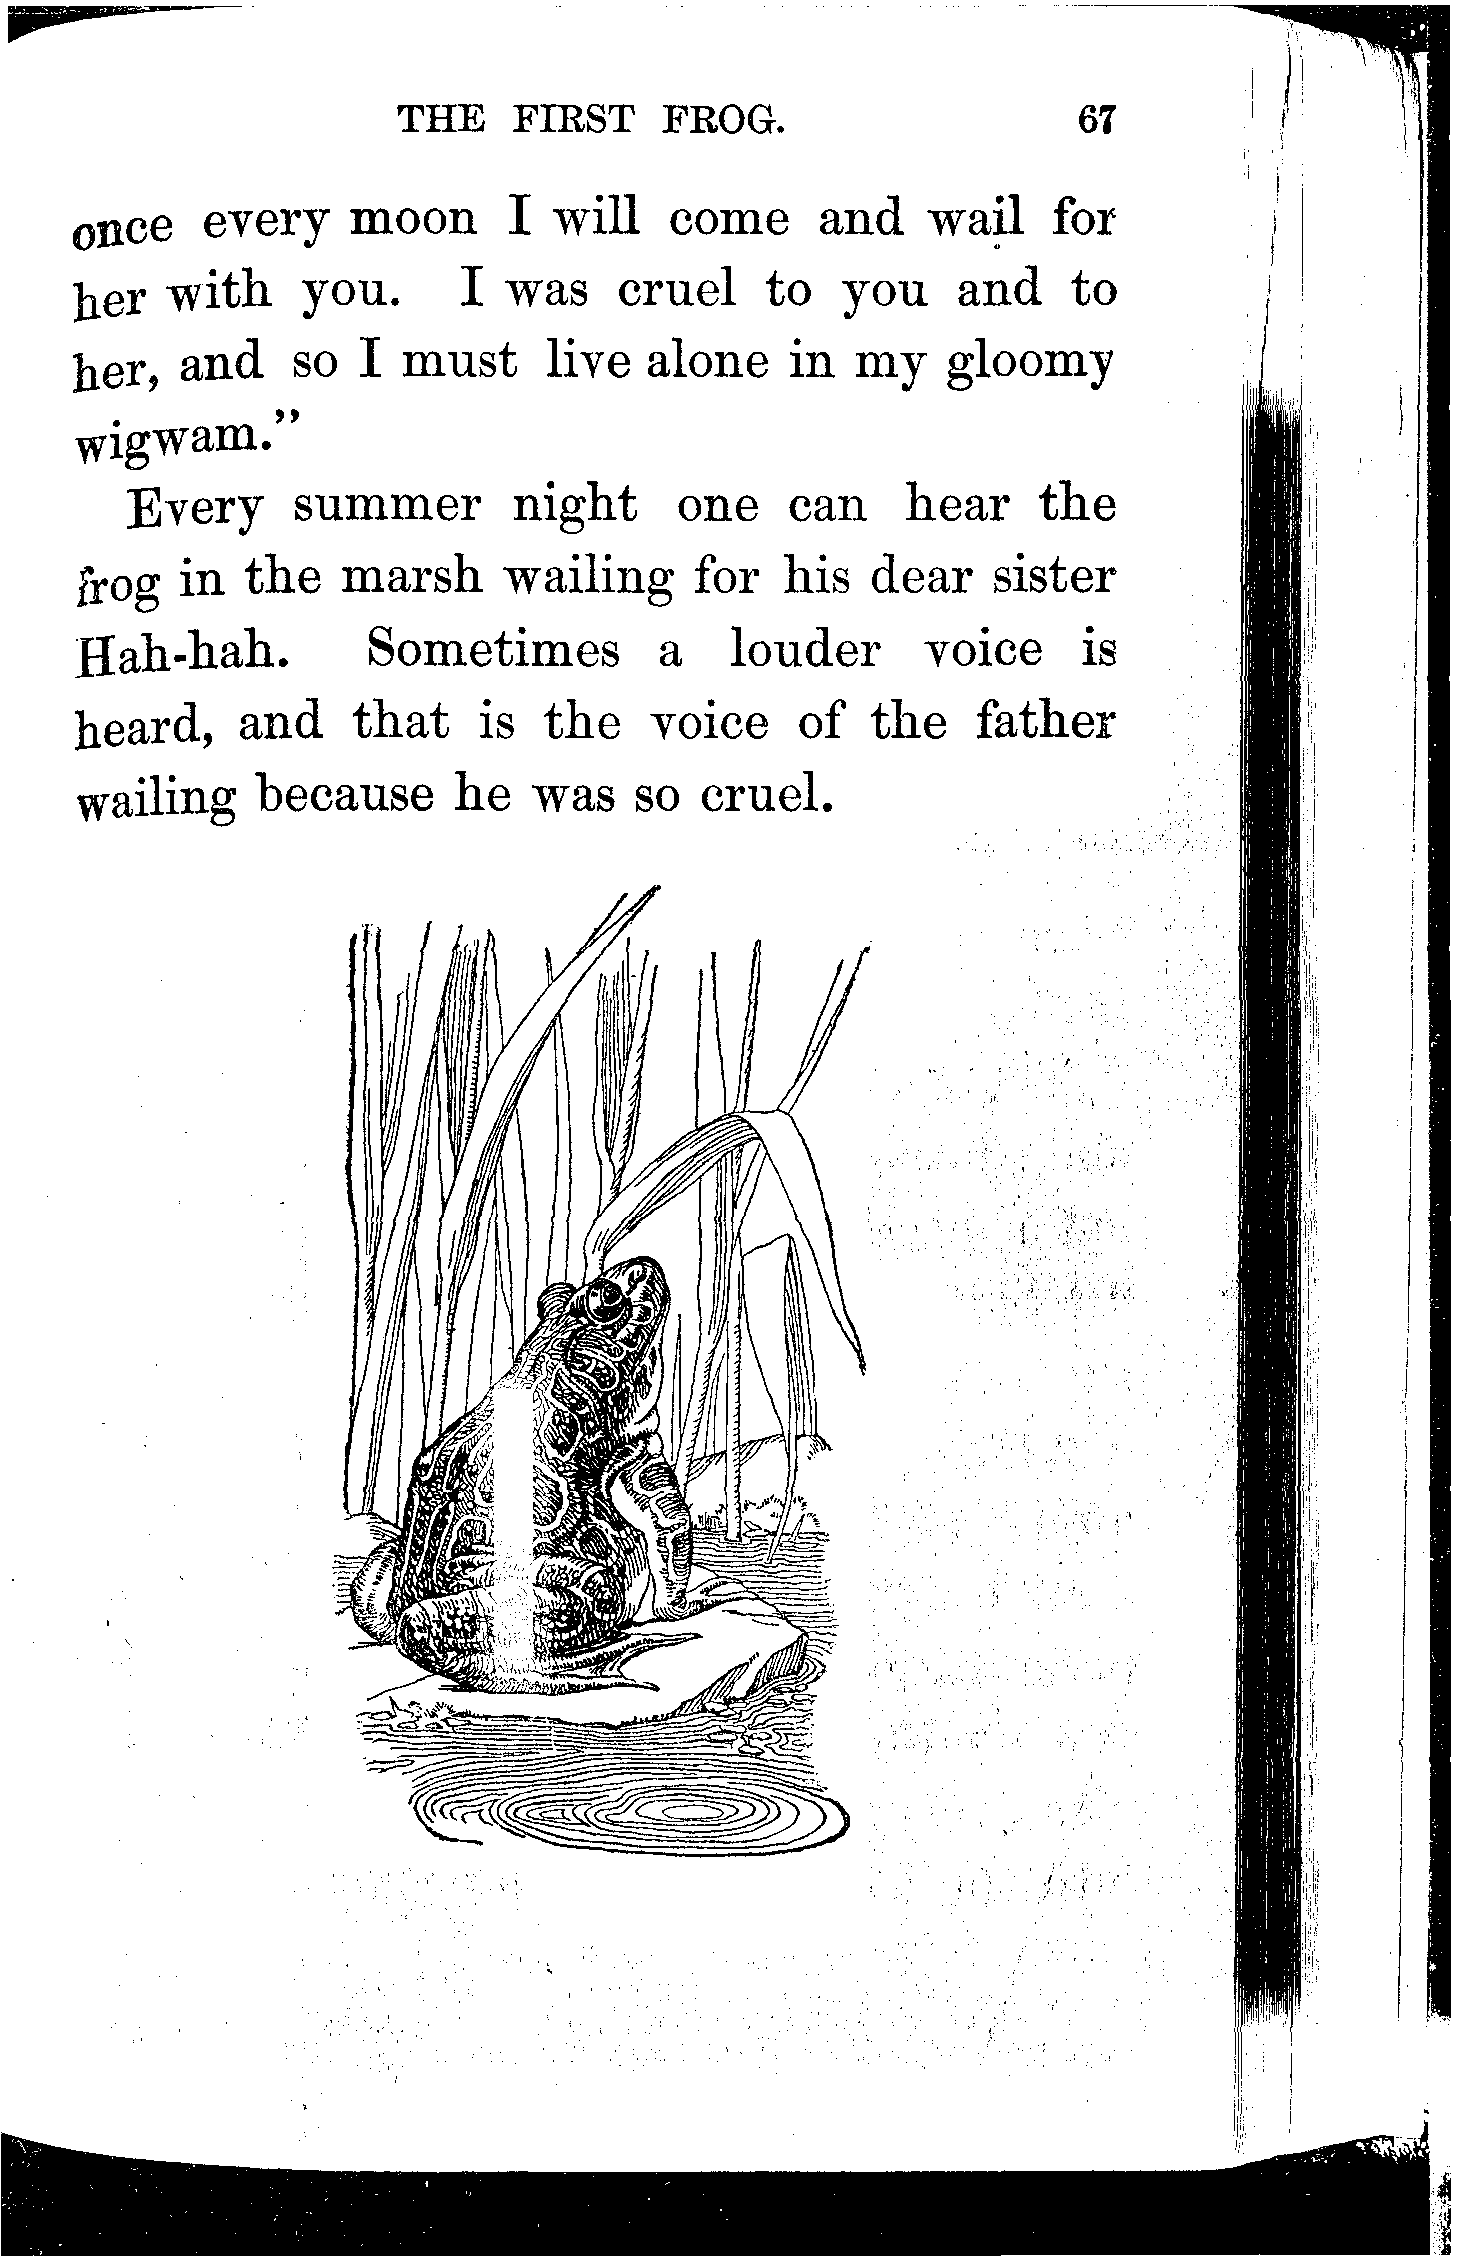 THE FIRST FROG. 67
once every moon I will come and wail for
her with you. I was cruel to you and to
her, and so I must live alone in my gloomy
wigwam.”
Every summer night one can hear the
frog in the marsh wailing for his dear sister
Hah-hah. Sometimes a louder voice is
heard, and that is the voice of the father
wailing because he was so cruel.